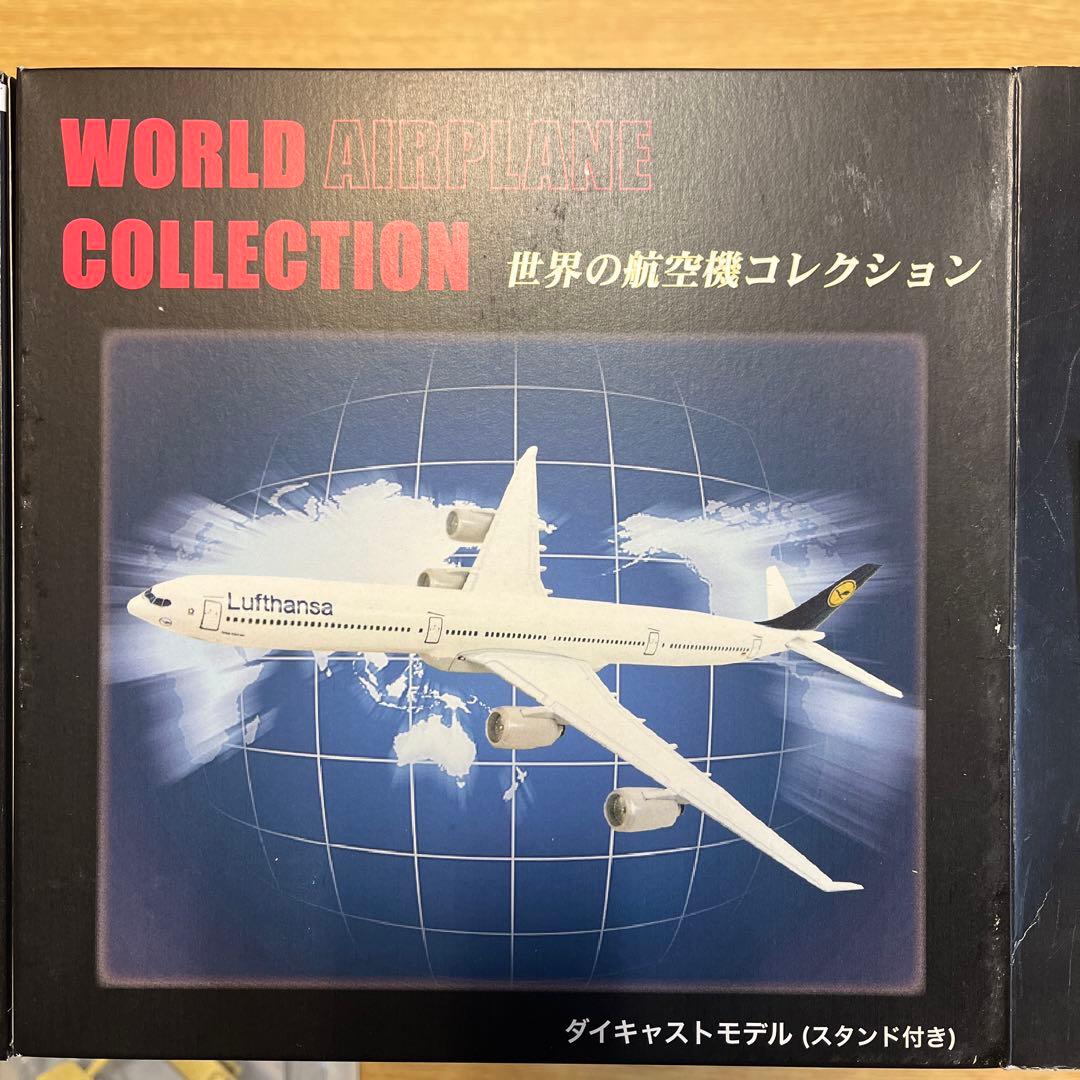 WORLD AIRPLANE
COLLECTION 世界の航空機コレクション
Lufthansa
ダイキャストモデル (スタンド付き)